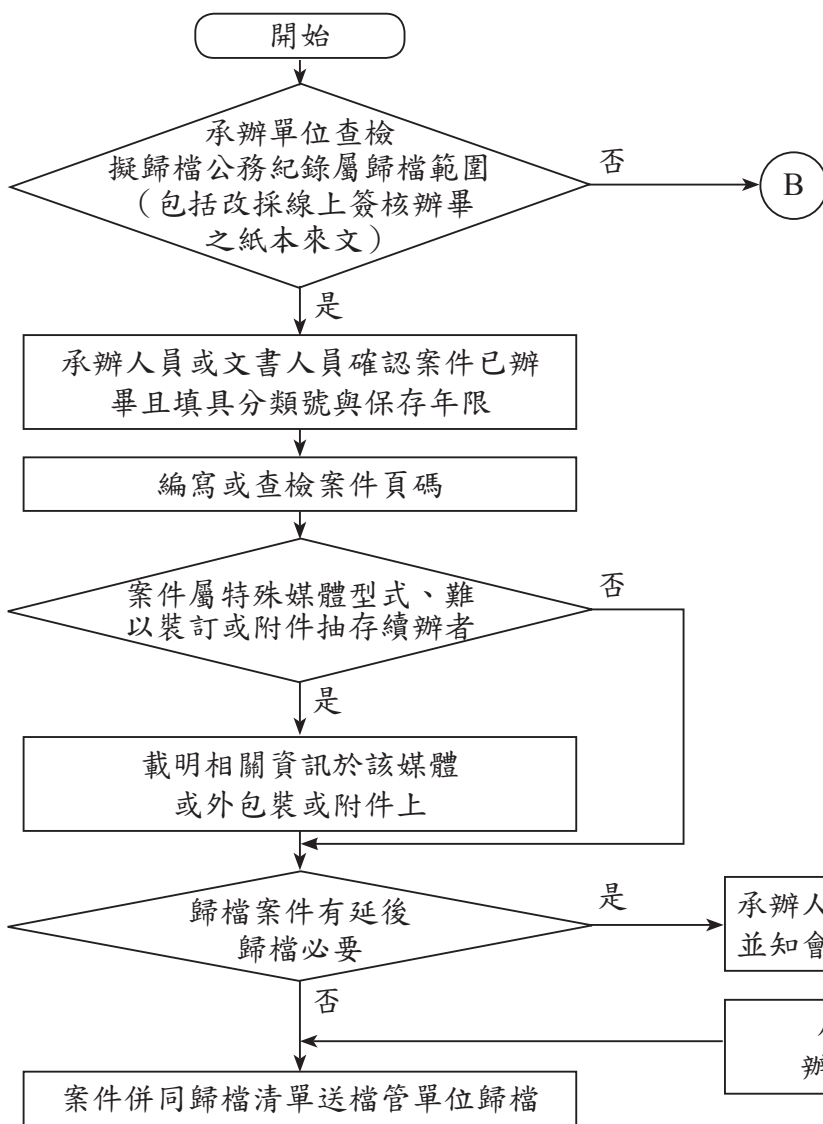 開始
承辦單位查檢
擬歸檔公務紀錄屬歸檔範圍
（包括改採線上簽核辦畢
之紙本來文）
否
B
是
承辦人員或文書人員確認案件已辦
畢且填具分類號與保存年限
編寫或查檢案件頁碼
案件屬特殊媒體型式、難
以裝訂或附件抽存續辦者
否
是
載明相關資訊於該媒體
或外包裝或附件上
歸檔案件有延後
歸檔必要
是
承辦人
並知會
否
辦
案件併同歸檔清單送檔管單位歸檔